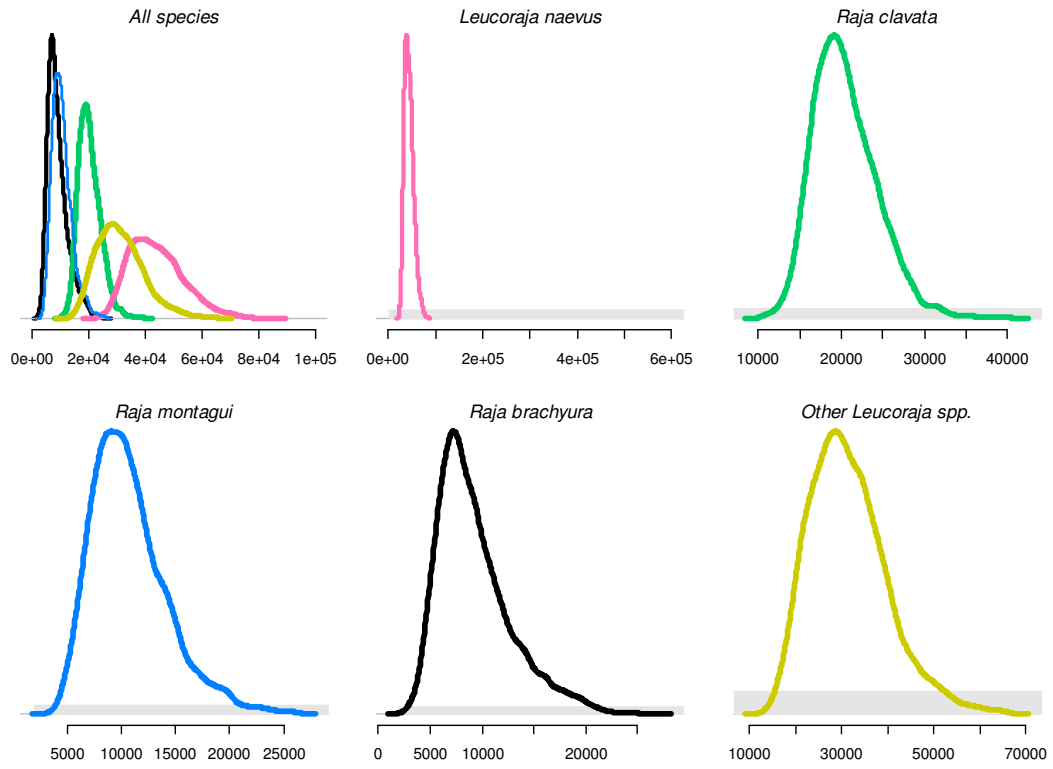 All species Leucoraja naevus Raja clavata
0e+00 2e+04 4e+04 6e+04 8e+04 1e+05 0e+00 2e+05 4e+05 6e+05 10000 20000 30000 40000
Raja montagui Raja brachyura Other Leucoraja spp.
5000 10000 15000 20000 25000 0 5000 10000 20000 10000 30000 50000 70000